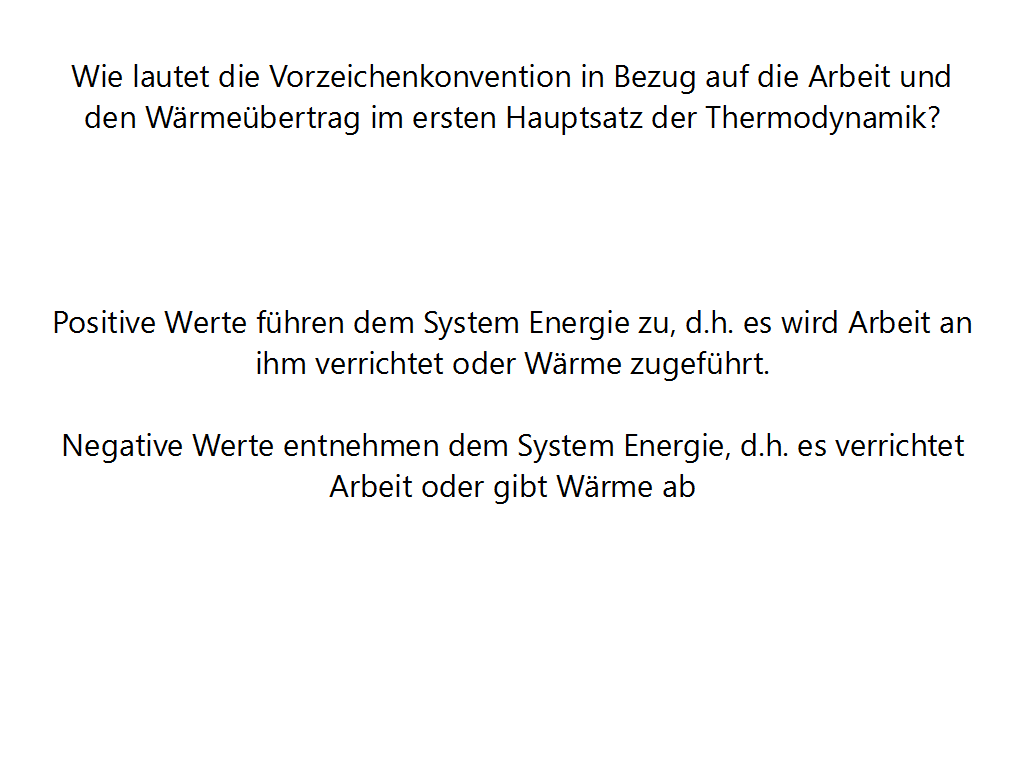 Wie lautet die Vorzeichenkonvention in Bezug auf die Arbeit und
den Wärmeübertrag im ersten Hauptsatz der Thermodynamik?
Positive Werte führen dem System Energie zu, d.h. es wird Arbeit an
ihm verrichtet oder Wärme zugeführt.
Negative Werte entnehmen dem System Energie, d.h. es verrichtet
Arbeit oder gibt Wärme ab